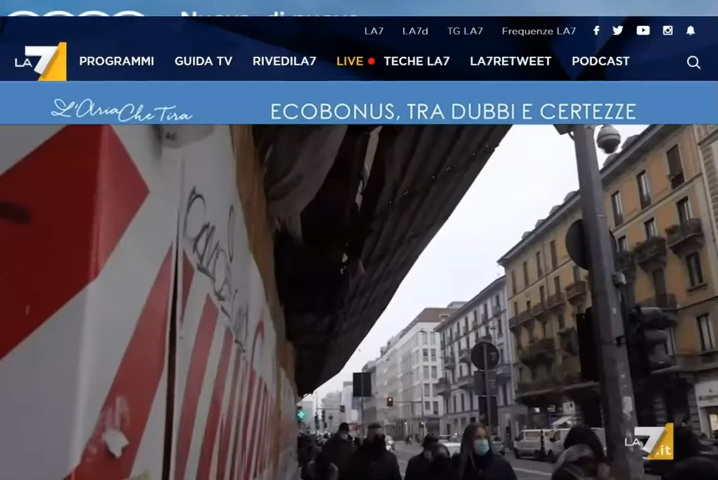 LA7 LA7d TG LA7 Frequenze LA7
LA7 PROGRAMMI GUIDA TV RIVEDILA7 LIVE TECHE LA7 LA7RETWEET PODCAST
L'Aria Che Tira ECOBONUS, TRA DUBBI E CERTEZZE
LA7.it